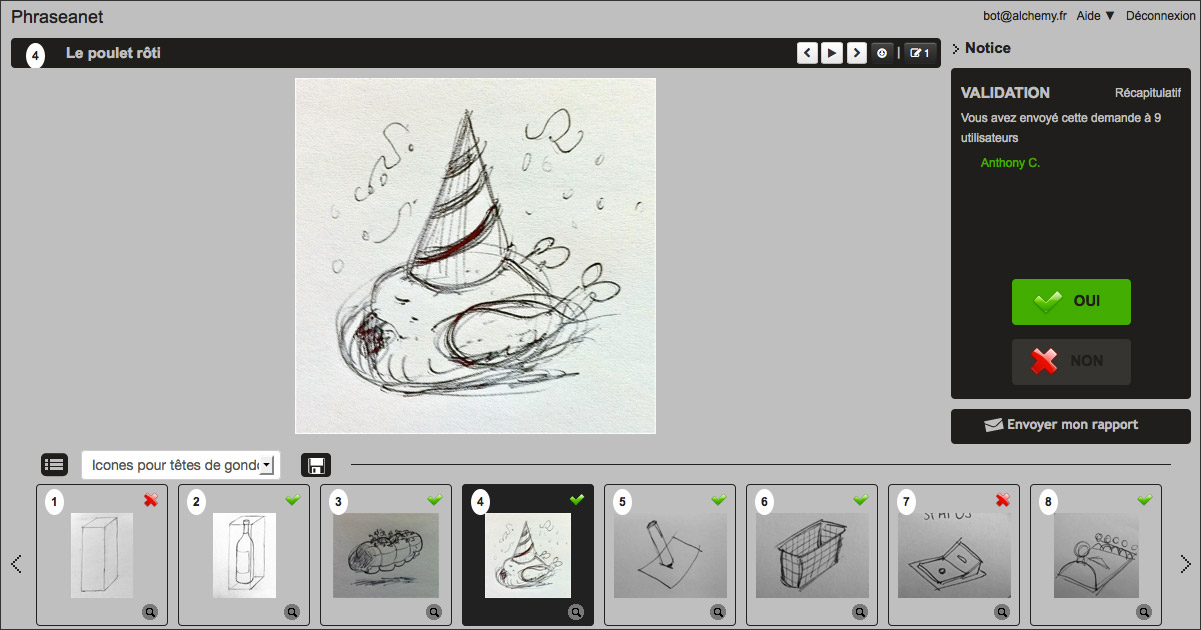 Phraseanet
bot@alchemy.fr Aide ▼ Déconnexion
4 Le poulet rôti
1
Notice
VALIDATION Récapitulatif
Vous avez envoyé cette demande à 9
utilisateurs
Anthony C.
OUI
NON
Envoyer mon rapport
Icones pour têtes de gond
1 2 3 4 5 6 7 8